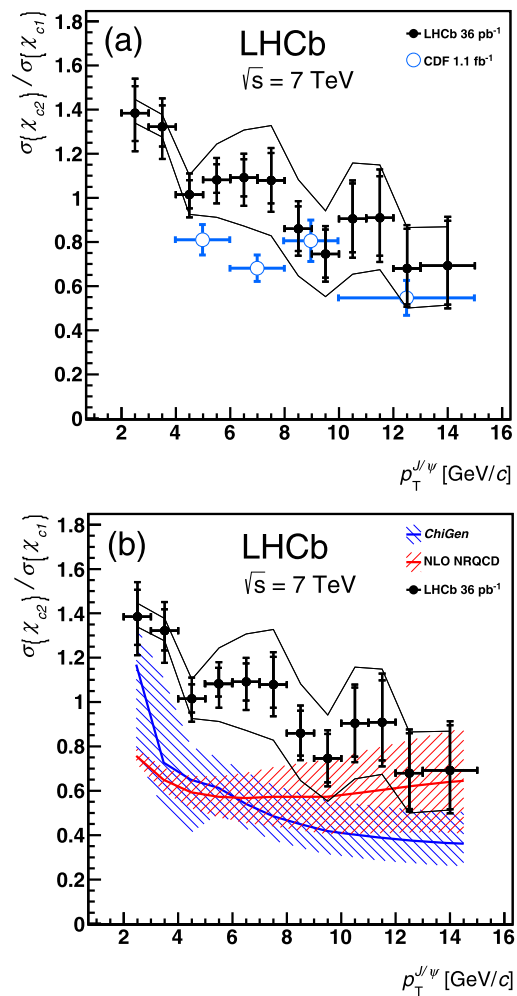 (a)
LHCb
√s = 7 TeV
LHCb 36 pb⁻¹
CDF 1.1 fb⁻¹
σ{χc2}/σ{χc1}
1.8
1.6
1.4
1.2
1
0.8
0.6
0.4
0.2
0
2 4 6 8 10 12 14 16
p_T^{J/ψ} [GeV/c]
(b)
LHCb
√s = 7 TeV
ChiGen
NLO NRQCD
LHCb 36 pb⁻¹
σ{χc2}/σ{χc1}
1.8
1.6
1.4
1.2
1
0.8
0.6
0.4
0.2
0
2 4 6 8 10 12 14 16
p_T^{J/ψ} [GeV/c]